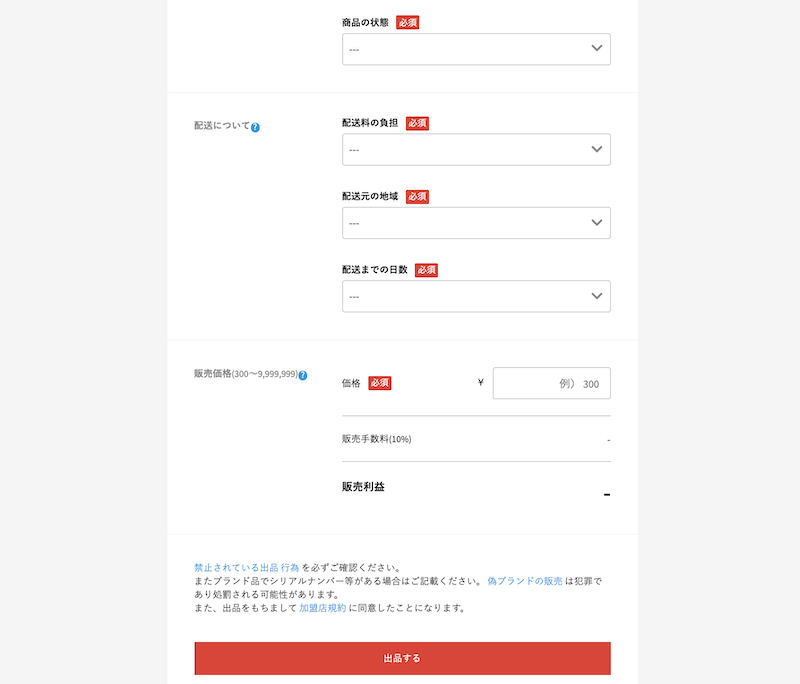 商品の状態 必須
---
配送について ?
配送料の負担 必須
---
配送元の地域 必須
---
配送までの日数 必須
---
販売価格(300〜9,999,999) ?
価格 必須 ¥ 例） 300
販売手数料(10%) -
販売利益 -
禁止されている出品 行為 を必ずご確認ください。
またブランド品でシリアルナンバー等がある場合はご記載ください。 偽ブランドの販売 は犯罪で
あり処罰される可能性があります。
また、出品をもちまして 加盟店規約 に同意したことになります。
出品する